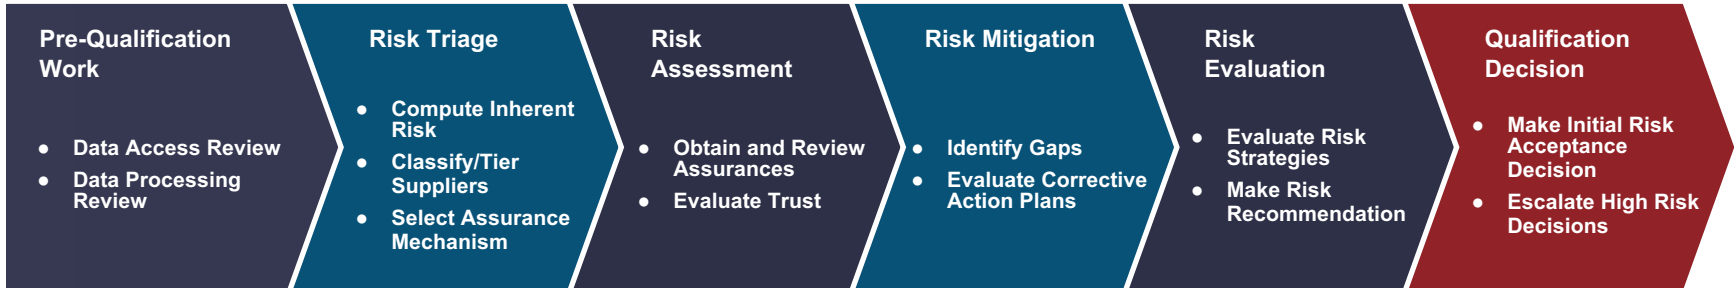 Pre-Qualification
Work
● Data Access Review
● Data Processing
Review
Risk Triage
● Compute Inherent
Risk
● Classify/Tier
Suppliers
● Select Assurance
Mechanism
Risk
Assessment
● Obtain and Review
Assurances
● Evaluate Trust
Risk Mitigation
● Identify Gaps
● Evaluate Corrective
Action Plans
Risk
Evaluation
● Evaluate Risk
Strategies
● Make Risk
Recommendation
Qualification
Decision
● Make Initial Risk
Acceptance
Decision
● Escalate High Risk
Decisions